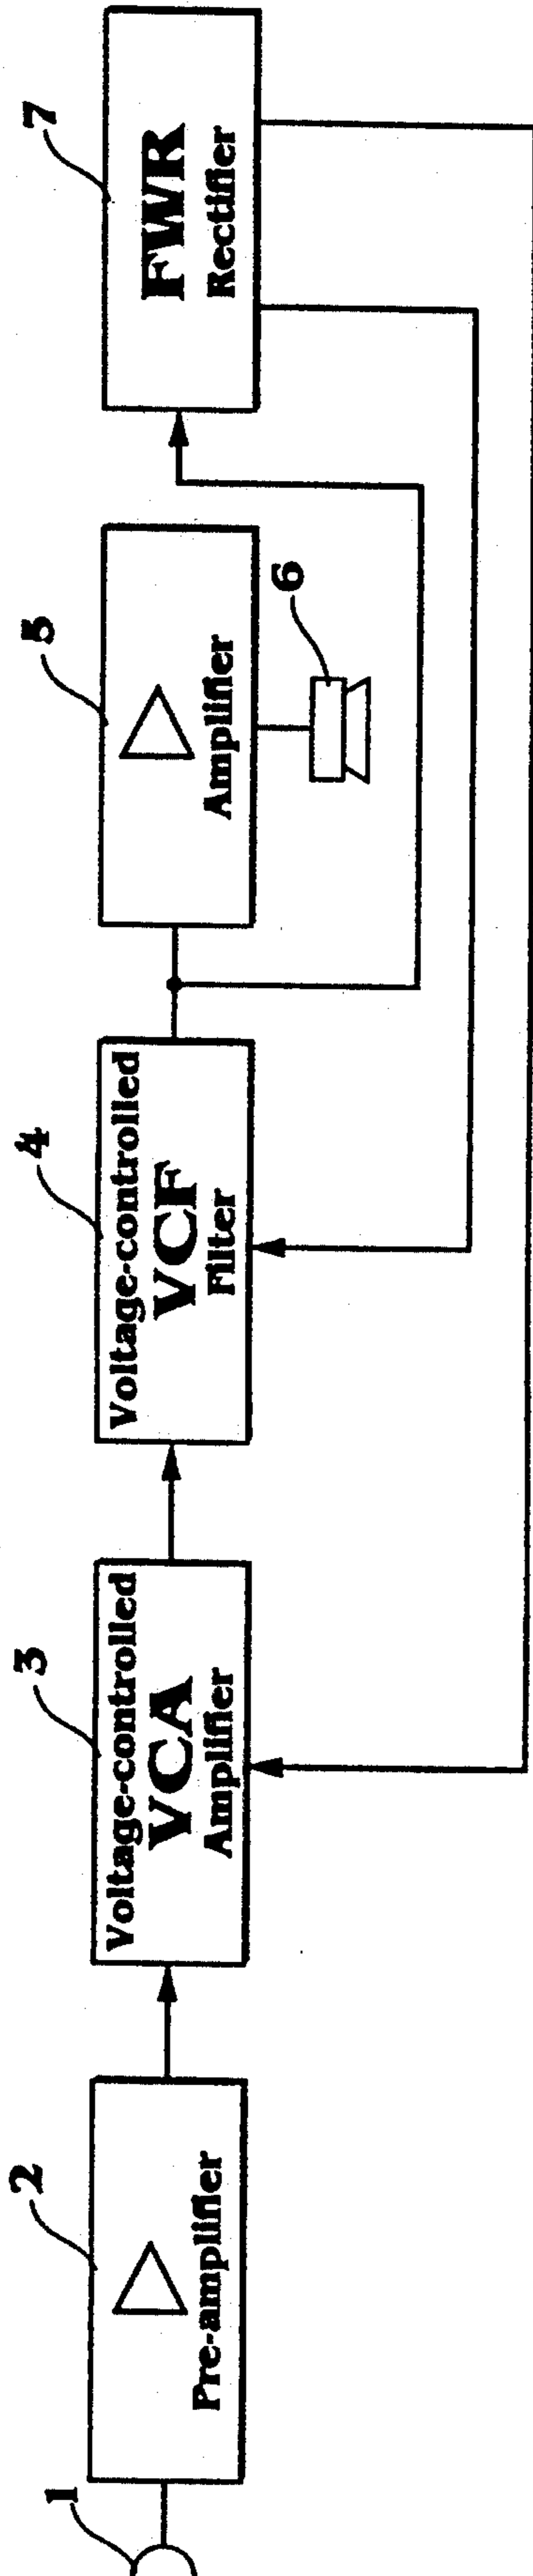 1
2
Pre-amplifier
3
Voltage-controlled
VCA
Amplifier
4
Voltage-controlled
VCF
Filter
5
Amplifier
6
7
FWR
Rectifier